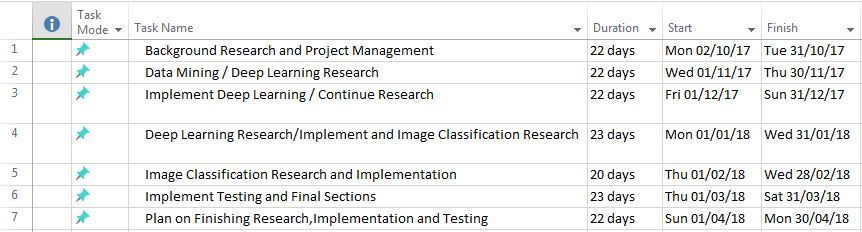 Task Mode Task Name Duration Start Finish
1 Background Research and Project Management 22 days Mon 02/10/17 Tue 31/10/17
2 Data Mining / Deep Learning Research 22 days Wed 01/11/17 Thu 30/11/17
3 Implement Deep Learning / Continue Research 22 days Fri 01/12/17 Sun 31/12/17
4 Deep Learning Research/Implement and Image Classification Research 23 days Mon 01/01/18 Wed 31/01/18
5 Image Classification Research and Implementation 20 days Thu 01/02/18 Wed 28/02/18
6 Implement Testing and Final Sections 23 days Thu 01/03/18 Sat 31/03/18
7 Plan on Finishing Research,Implementation and Testing 22 days Sun 01/04/18 Mon 30/04/18